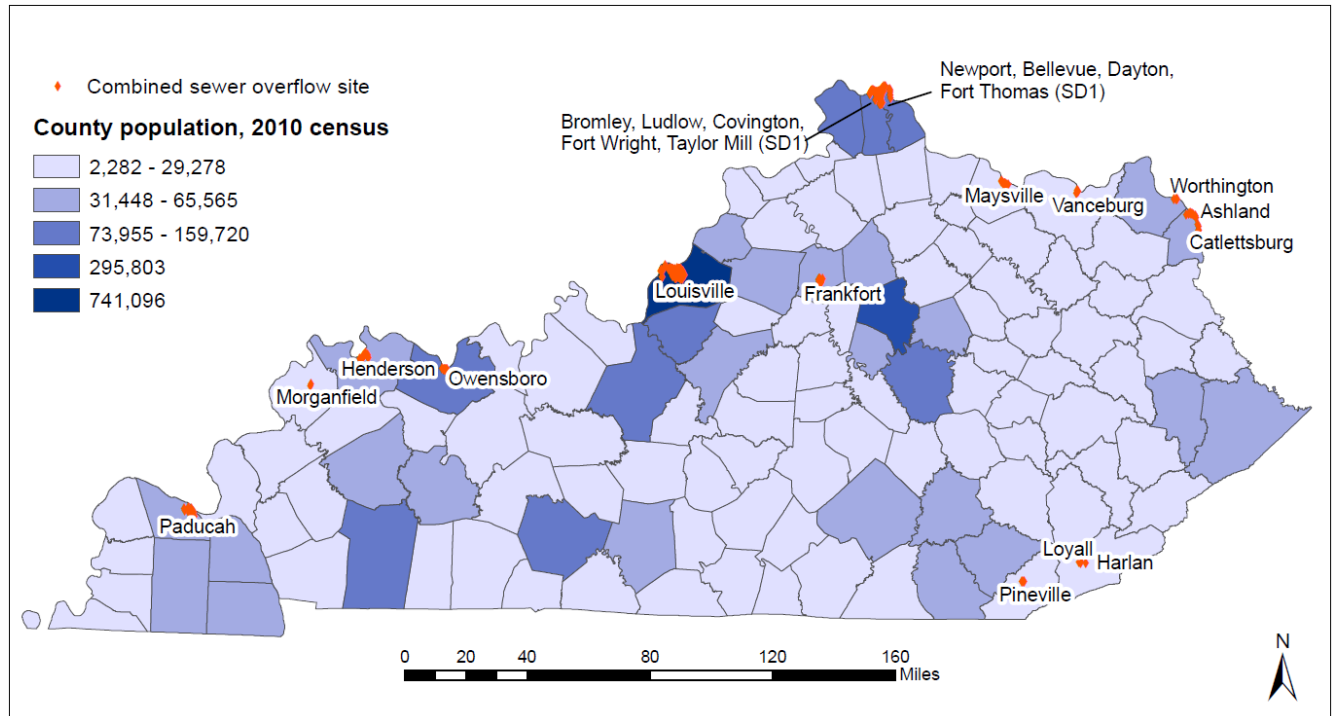 Combined sewer overflow site
County population, 2010 census
2,282 - 29,278
31,448 - 65,565
73,955 - 159,720
295,803
741,096
Newport, Bellevue, Dayton,
Fort Thomas (SD1)
Bromley, Ludlow, Covington,
Fort Wright, Taylor Mill (SD1)
Maysville
Vanceburg
Worthington
Ashland
Catlettsburg
Louisville
Frankfort
Henderson
Owensboro
Morganfield
Paducah
Loyall
Harlan
Pineville
0 20 40 80 120 160
Miles
N